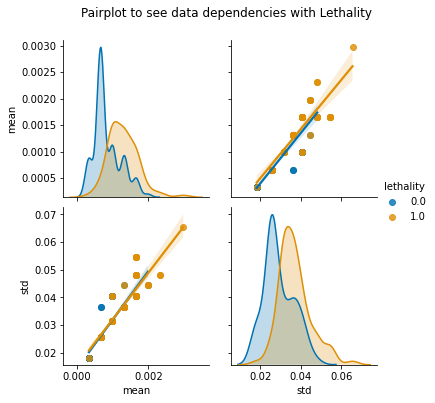 Pairplot to see data dependencies with Lethality
0.0030
0.0025
0.0020
0.0015
0.0010
0.0005
mean
lethality
0.0
1.0
0.07
0.06
0.05
0.04
0.03
0.02
std
0.000 0.002
mean
0.02 0.04 0.06
std